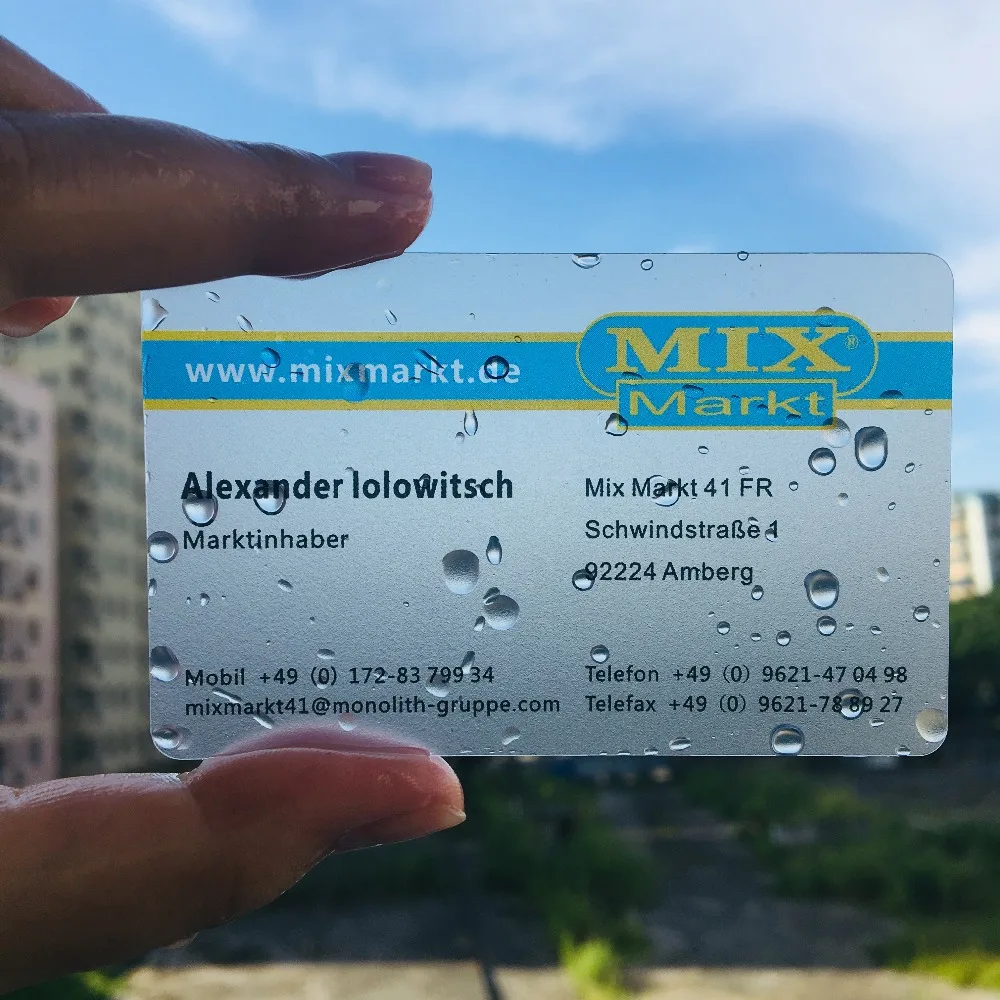 www.mixmarkt.de
MIX®
Markt
Alexander lolowitsch
Marktinhaber
Mix Markt 41 FR
Schwindstraße 1
92224 Amberg
Mobil +49 (0) 172-83 799 34
mixmarkt41@monolith-gruppe.com
Telefon +49 (0) 9621-47 04 98
Telefax +49 (0) 9621-78 89 27